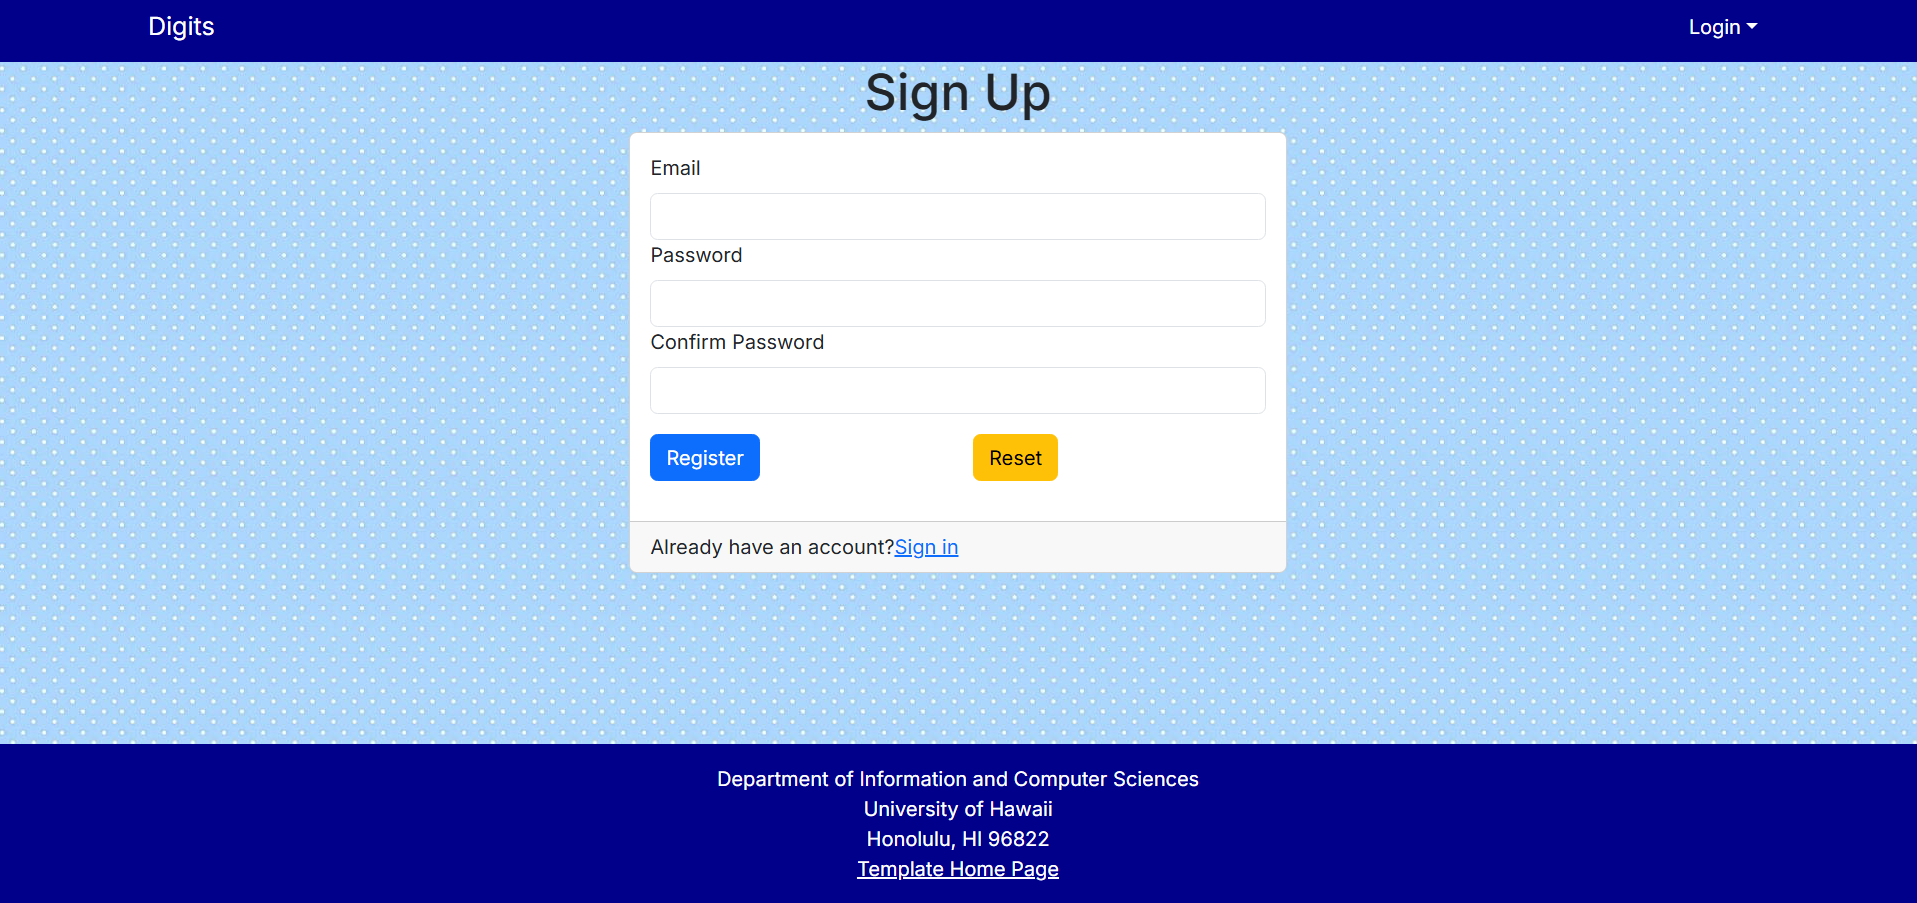 Digits
Login
Sign Up
Email
Password
Confirm Password
Register
Reset
Already have an account?Sign in
Department of Information and Computer Sciences
University of Hawaii
Honolulu, HI 96822
Template Home Page